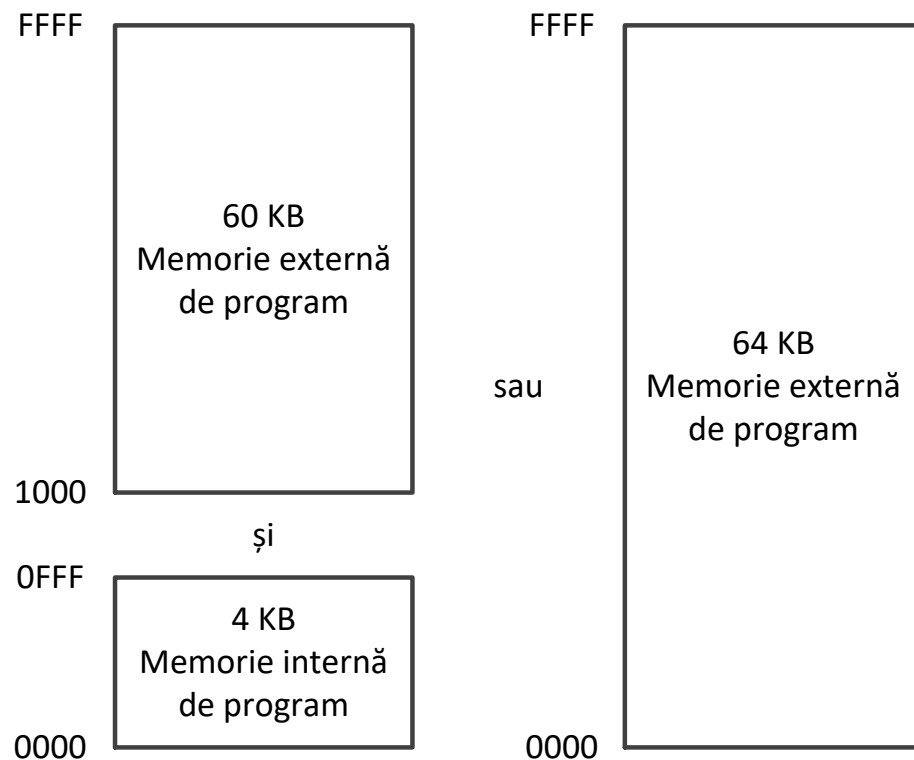 FFFF
60 KB
Memorie externă
de program
1000
și
0FFF
4 KB
Memorie internă
de program
0000
sau
FFFF
64 KB
Memorie externă
de program
0000